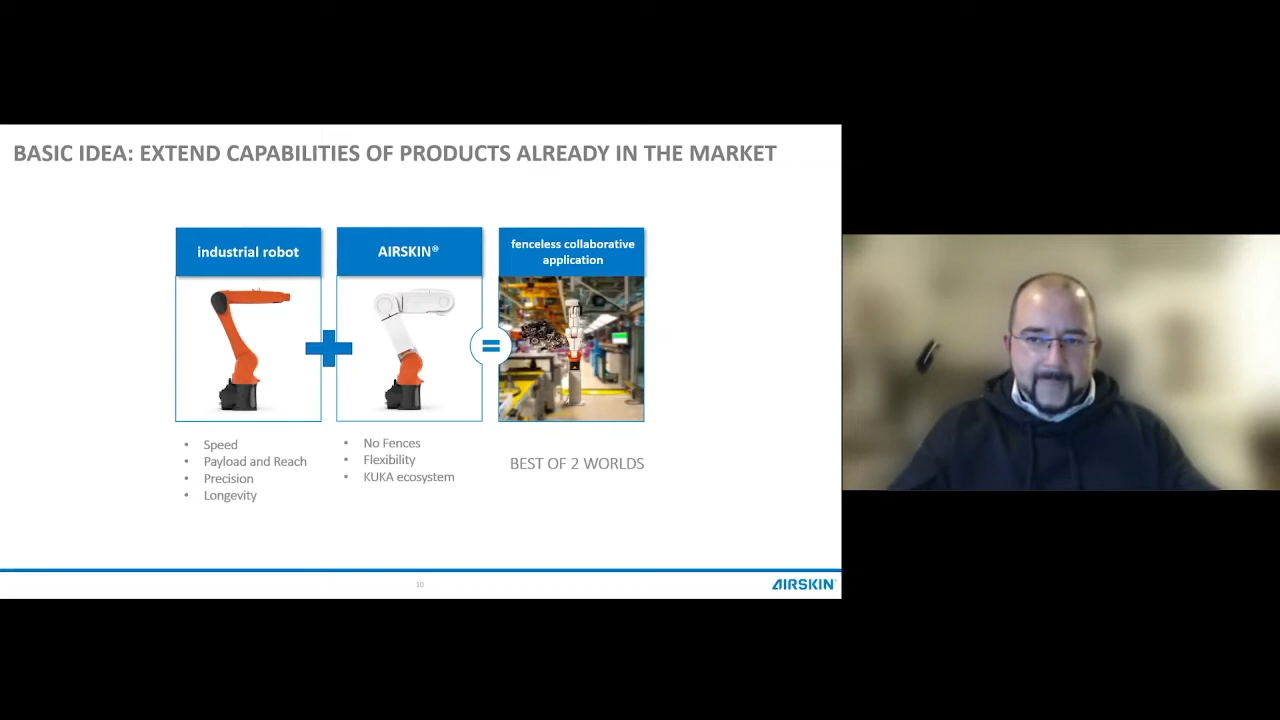 BASIC IDEA: EXTEND CAPABILITIES OF PRODUCTS ALREADY IN THE MARKET
industrial robot
AIRSKIN®
fenceless collaborative
application
• Speed
• Payload and Reach
• Precision
• Longevity
• No Fences
• Flexibility
• KUKA ecosystem
BEST OF 2 WORLDS
10
AIRSKIN®